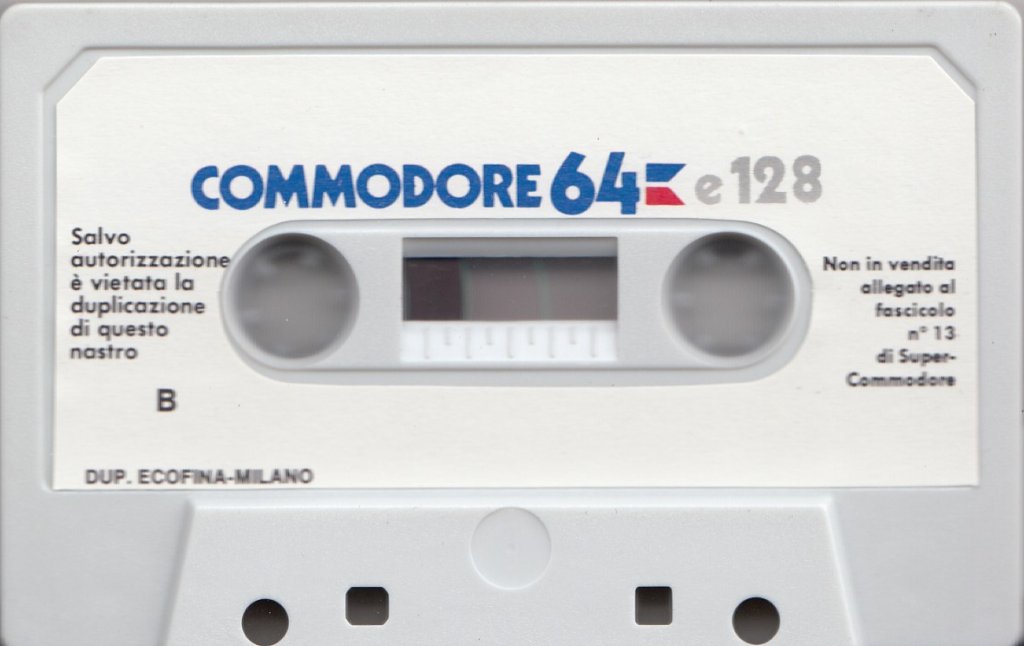 COMMODORE 64 e 128
Salvo
autorizzazione
è vietata la
duplicazione
di questo
nastro
B
Non in vendita
allegato al
fascicolo
n° 13
di Super-
Commodore
DUP. ECOFINA-MILANO